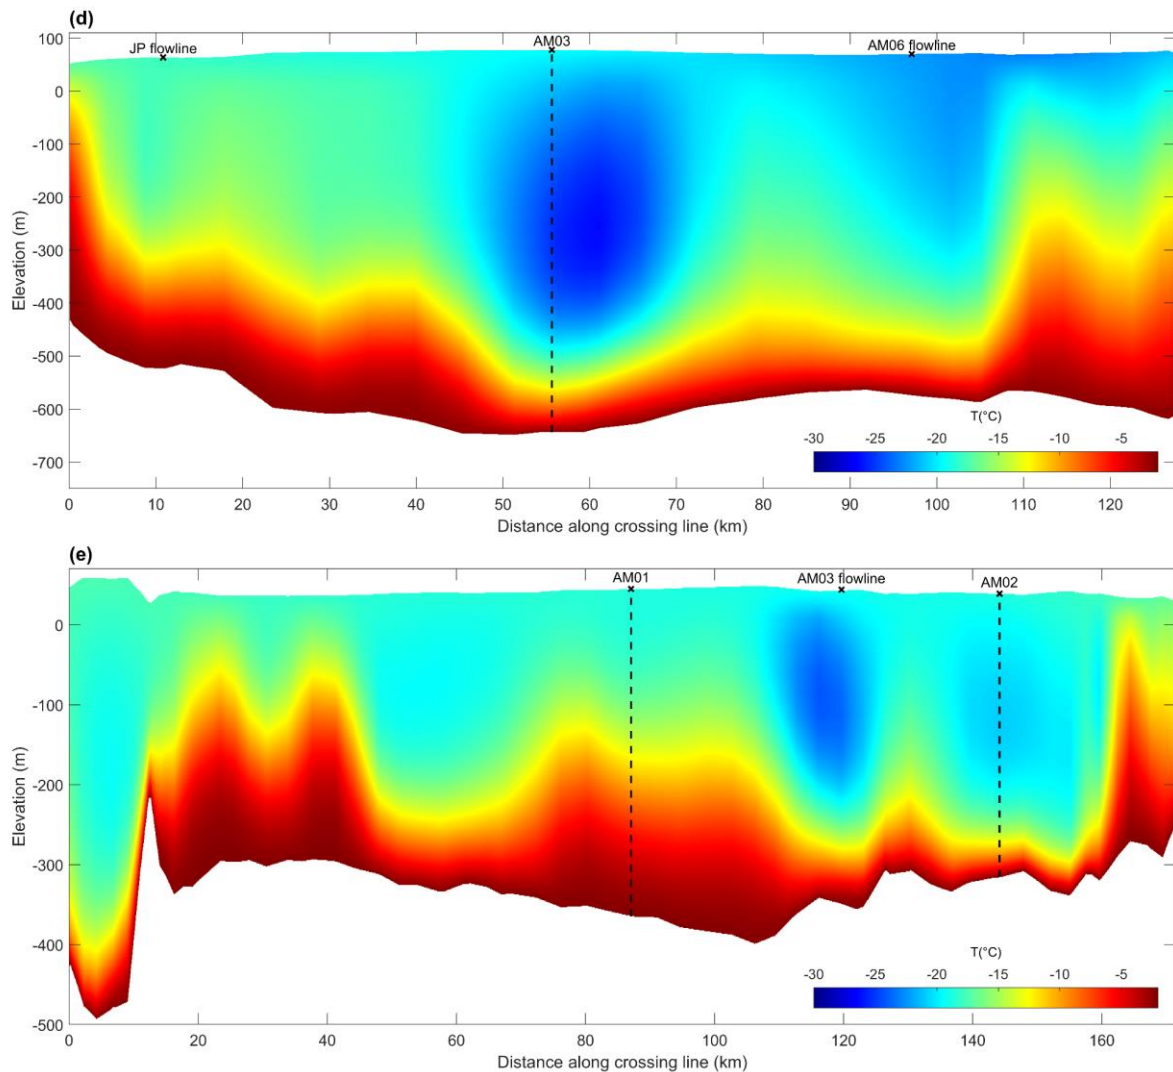 (d)
JP flowline
AM03
AM06 flowline
100
0
-100
-200
-300
-400
-500
-600
-700
Elevation (m)
T(°C)
-30 -25 -20 -15 -10 -5
0 10 20 30 40 50 60 70 80 90 100 110 120
Distance along crossing line (km)
(e)
AM01
AM03 flowline
AM02
0
-100
-200
-300
-400
-500
Elevation (m)
T(°C)
-30 -25 -20 -15 -10 -5
0 20 40 60 80 100 120 140 160
Distance along crossing line (km)